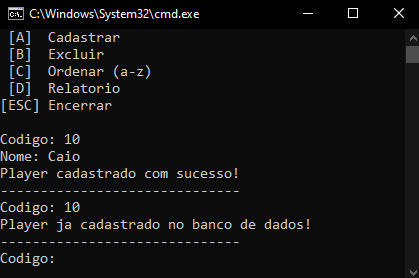 C:\Windows\System32\cmd.exe
[A]  Cadastrar
[B]  Excluir
[C]  Ordenar (a-z)
[D]  Relatorio
[ESC] Encerrar
Codigo: 10
Nome: Caio
Player cadastrado com sucesso!
------------------------------
Codigo: 10
Player ja cadastrado no banco de dados!
------------------------------
Codigo: